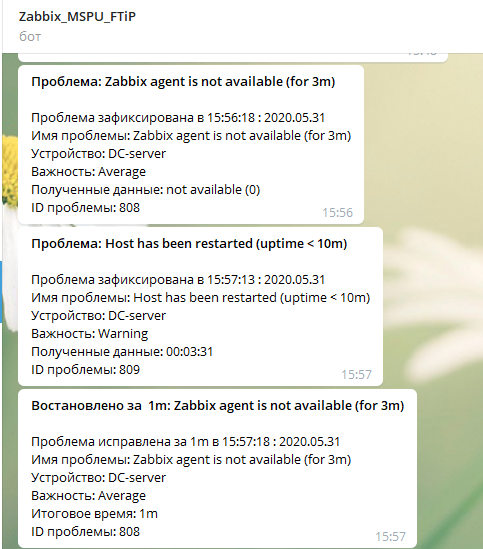 Zabbix_MSPU_FTiP
бот
Проблема: Zabbix agent is not available (for 3m)
Проблема зафиксирована в 15:56:18 : 2020.05.31
Имя проблемы: Zabbix agent is not available (for 3m)
Устройство: DC-server
Важность: Average
Полученные данные: not available (0)
ID проблемы: 808
15:56
Проблема: Host has been restarted (uptime < 10m)
Проблема зафиксирована в 15:57:13 : 2020.05.31
Имя проблемы: Host has been restarted (uptime < 10m)
Устройство: DC-server
Важность: Warning
Полученные данные: 00:03:31
ID проблемы: 809
15:57
Востановлено за  1m: Zabbix agent is not available (for 3m)
Проблема исправлена за 1m в 15:57:18 : 2020.05.31
Имя проблемы: Zabbix agent is not available (for 3m)
Устройство: DC-server
Важность: Average
Итоговое время: 1m
ID проблемы: 808
15:57